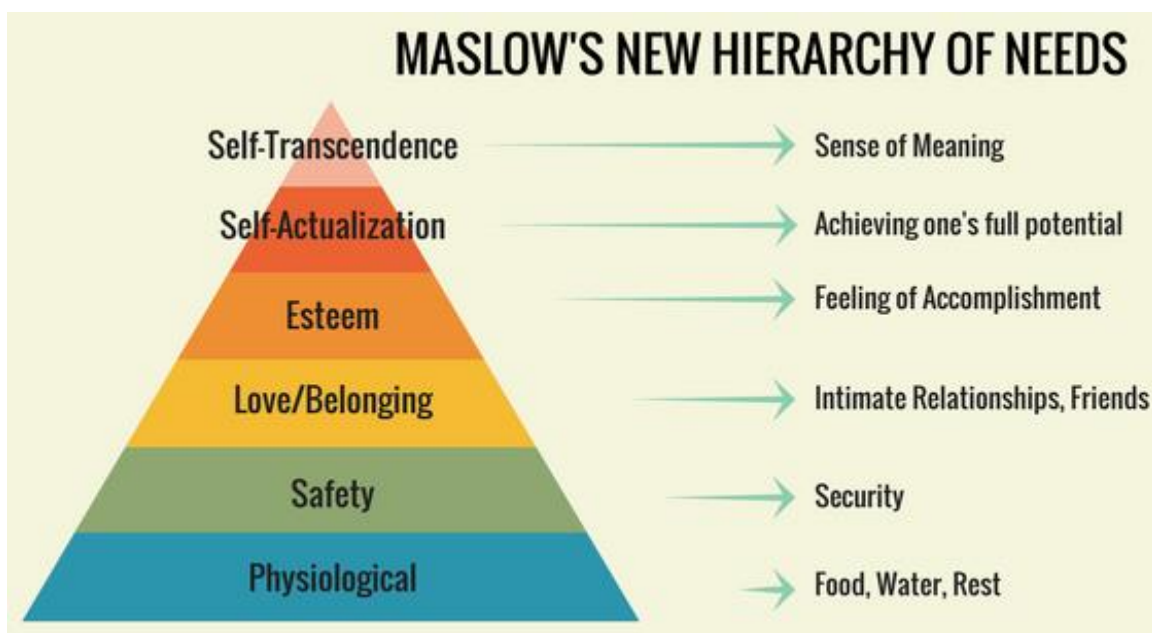 MASLOW'S NEW HIERARCHY OF NEEDS
Self-Transcendence
Sense of Meaning
Self-Actualization
Achieving one's full potential
Esteem
Feeling of Accomplishment
Love/Belonging
Intimate Relationships, Friends
Safety
Security
Physiological
Food, Water, Rest